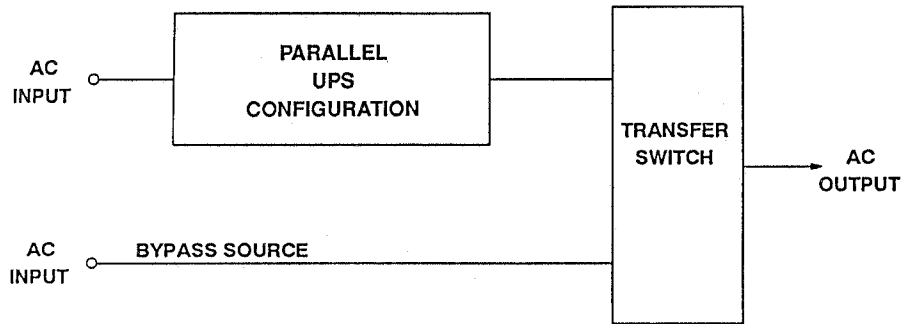 AC
INPUT
PARALLEL
UPS
CONFIGURATION
TRANSFER
SWITCH
AC
OUTPUT
AC
INPUT
BYPASS SOURCE